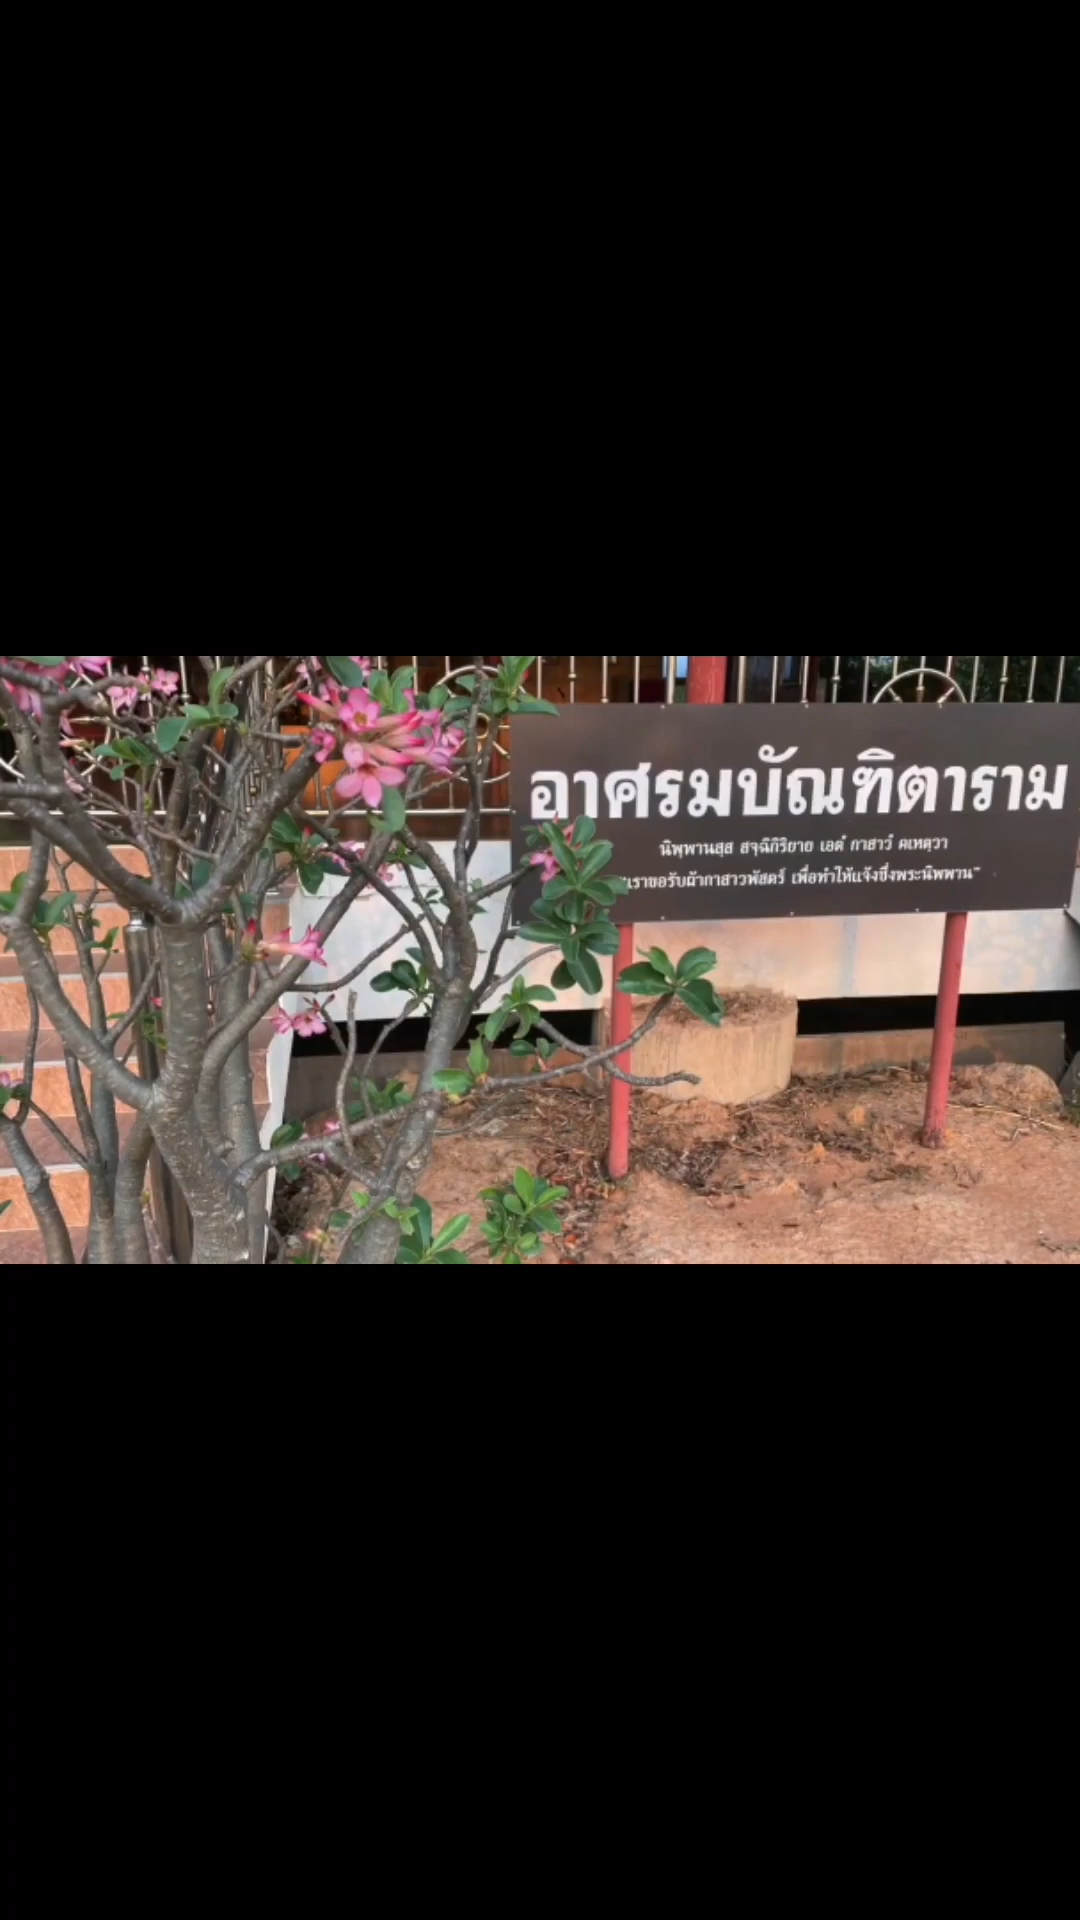 อาศรมบัณฑิตาราม
นิพฺพานสฺส สจฺฉิกิริยาย เอตํ กาสาวํ คเหตฺวา
"เราขอรับผ้ากาสาวพัสตร์ เพื่อทำให้แจ้งซึ่งพระนิพพาน"